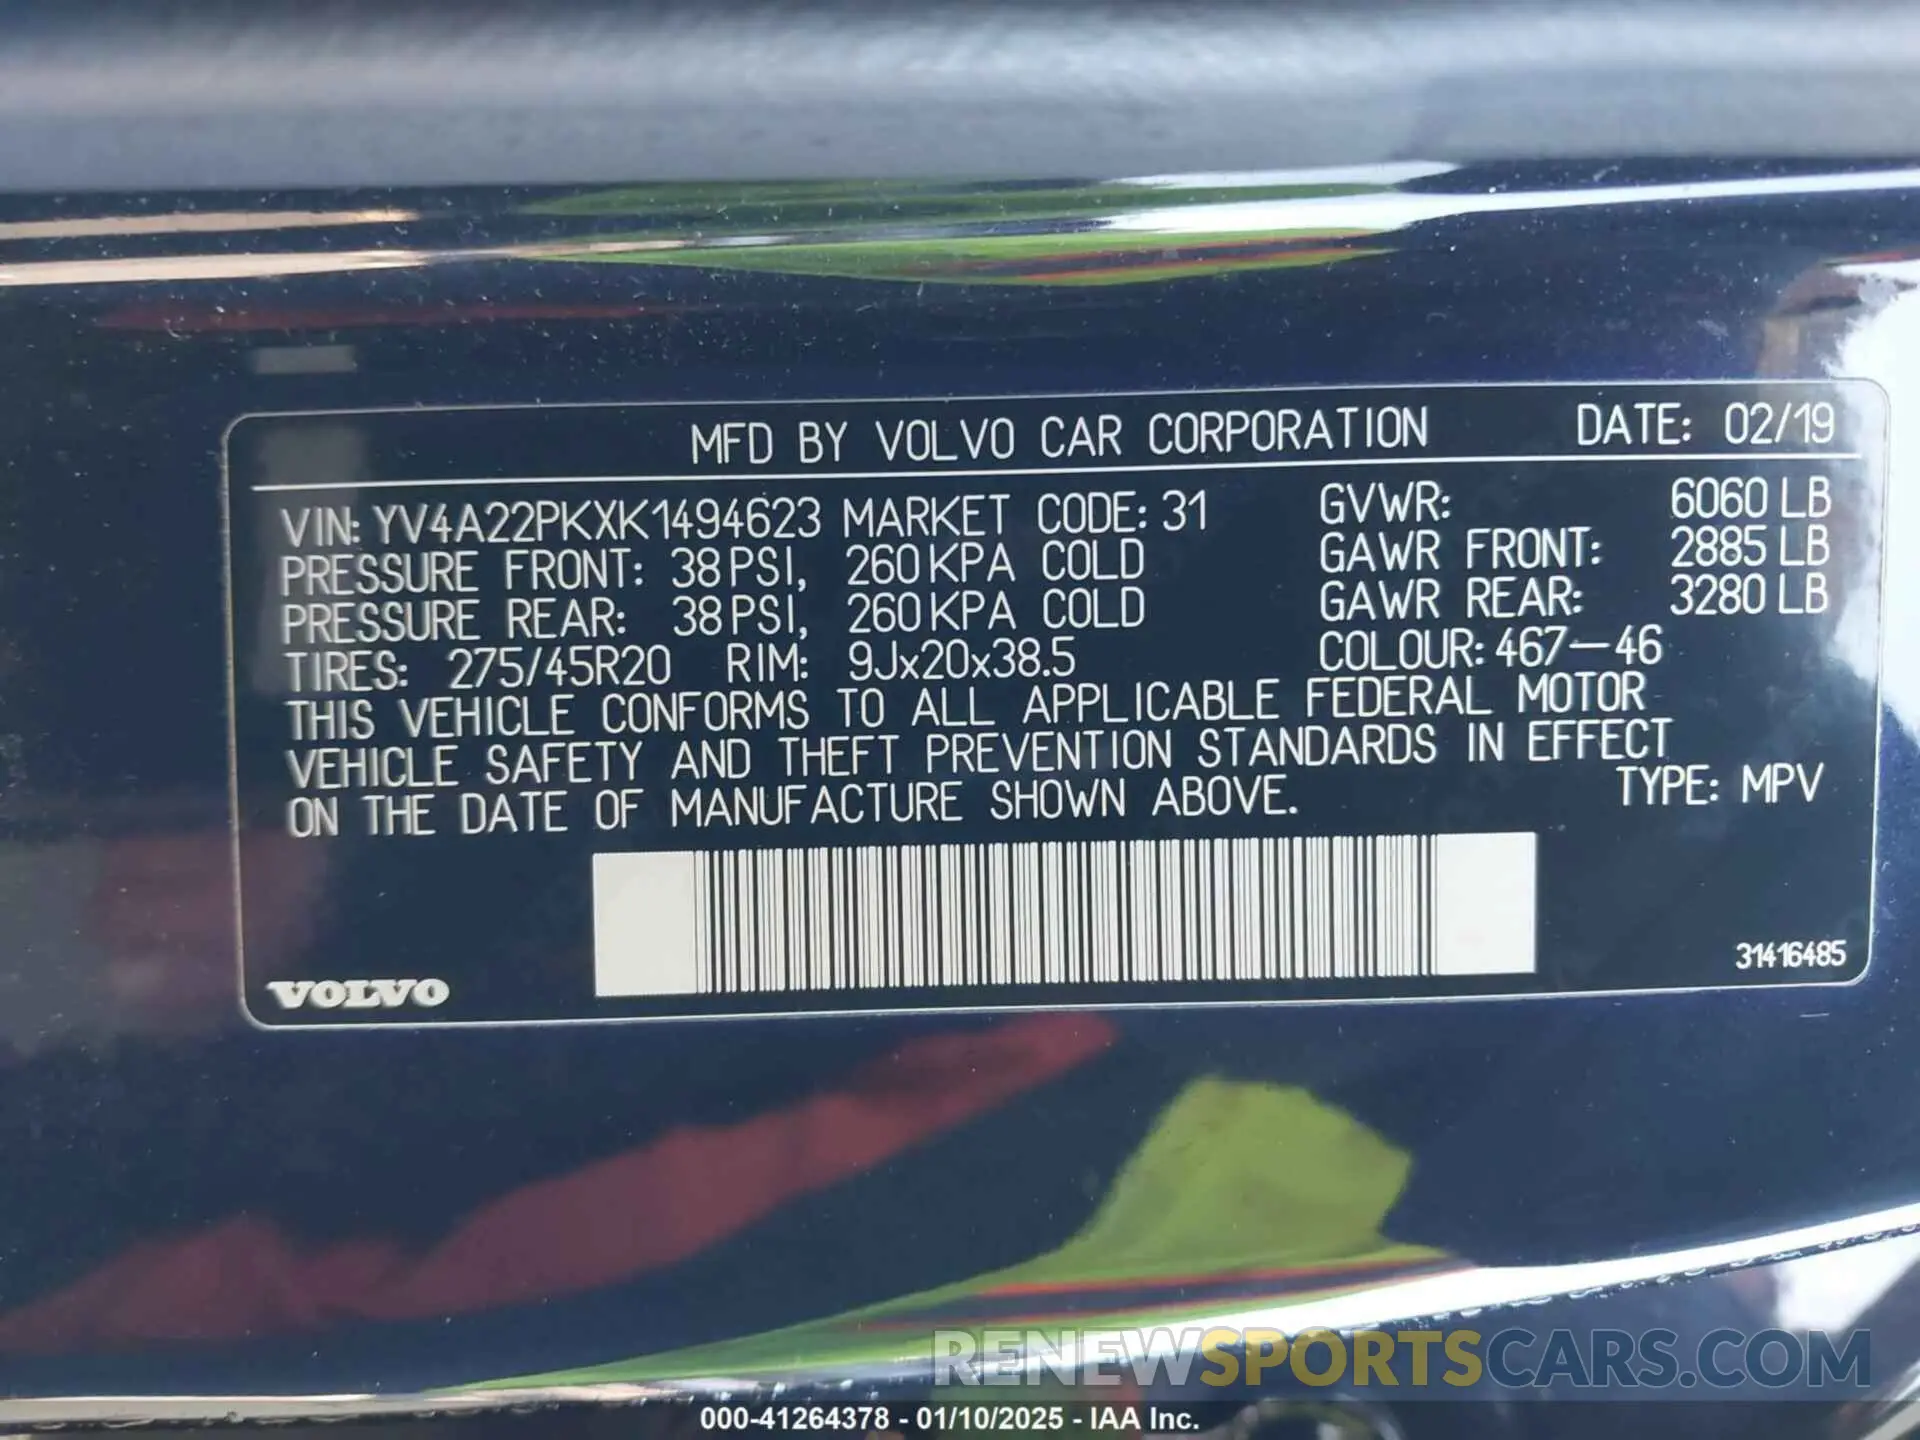 MFD BY VOLVO CAR CORPORATION DATE: 02/19
VIN: YV4A22PKXK1494623 MARKET CODE: 31 GVWR: 6060 LB
PRESSURE FRONT: 38 PSI, 260 KPA COLD GAWR FRONT: 2885 LB
PRESSURE REAR: 38 PSI, 260 KPA COLD GAWR REAR: 3280 LB
TIRES: 275/45R20 RIM: 9Jx20x38.5 COLOUR: 467-46
THIS VEHICLE CONFORMS TO ALL APPLICABLE FEDERAL MOTOR
VEHICLE SAFETY AND THEFT PREVENTION STANDARDS IN EFFECT
ON THE DATE OF MANUFACTURE SHOWN ABOVE. TYPE: MPV
31416485
VOLVO
RENEWSPORTSCARS.COM
000-41264378 - 01/10/2025 - IAA Inc.